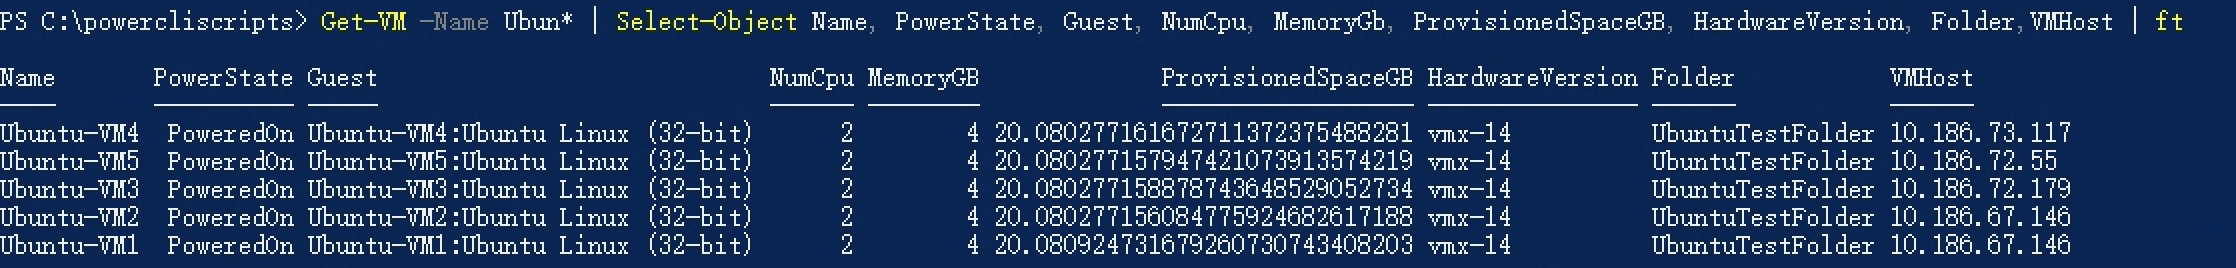 PS C:\powercliscripts> Get-VM -Name Ubun* | Select-Object Name, PowerState, Guest, NumCpu, MemoryGb, ProvisionedSpaceGB, HardwareVersion, Folder,VMHost | ft
Name PowerState Guest NumCpu MemoryGB ProvisionedSpaceGB HardwareVersion Folder VMHost
Ubuntu-VM4 PoweredOn Ubuntu-VM4:Ubuntu Linux (32-bit) 2 4 20.080277161672711372375488281 vmx-14 UbuntuTestFolder 10.186.73.117
Ubuntu-VM5 PoweredOn Ubuntu-VM5:Ubuntu Linux (32-bit) 2 4 20.080277157947421073913574219 vmx-14 UbuntuTestFolder 10.186.72.55
Ubuntu-VM3 PoweredOn Ubuntu-VM3:Ubuntu Linux (32-bit) 2 4 20.080277158878743648529052734 vmx-14 UbuntuTestFolder 10.186.72.179
Ubuntu-VM2 PoweredOn Ubuntu-VM2:Ubuntu Linux (32-bit) 2 4 20.080277156084775924682617188 vmx-14 UbuntuTestFolder 10.186.67.146
Ubuntu-VM1 PoweredOn Ubuntu-VM1:Ubuntu Linux (32-bit) 2 4 20.080924731679260730743408203 vmx-14 UbuntuTestFolder 10.186.67.146